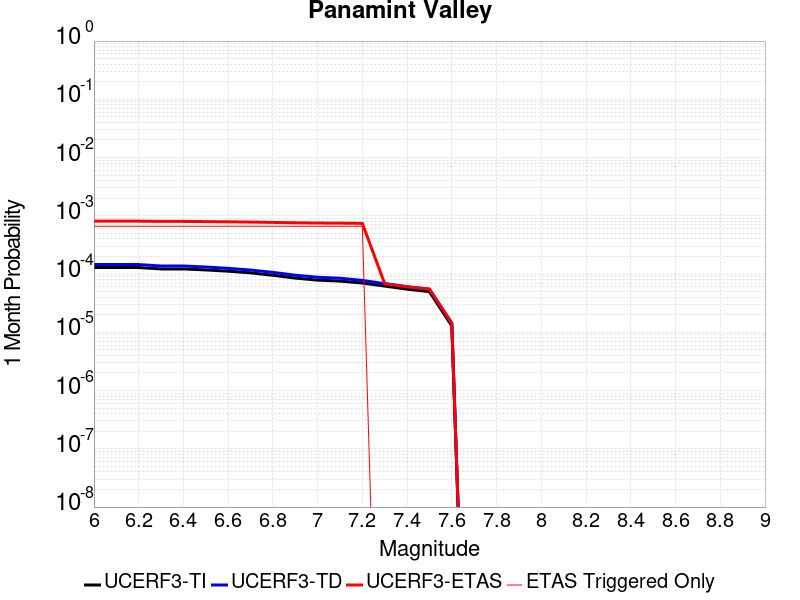 Panamint Valley
10^0
10^-1
10^-2
10^-3
10^-4
10^-5
10^-6
10^-7
10^-8
1 Month Probability
6 6.2 6.4 6.6 6.8 7 7.2 7.4 7.6 7.8 8 8.2 8.4 8.6 8.8 9
Magnitude
UCERF3-TI UCERF3-TD UCERF3-ETAS ETAS Triggered Only